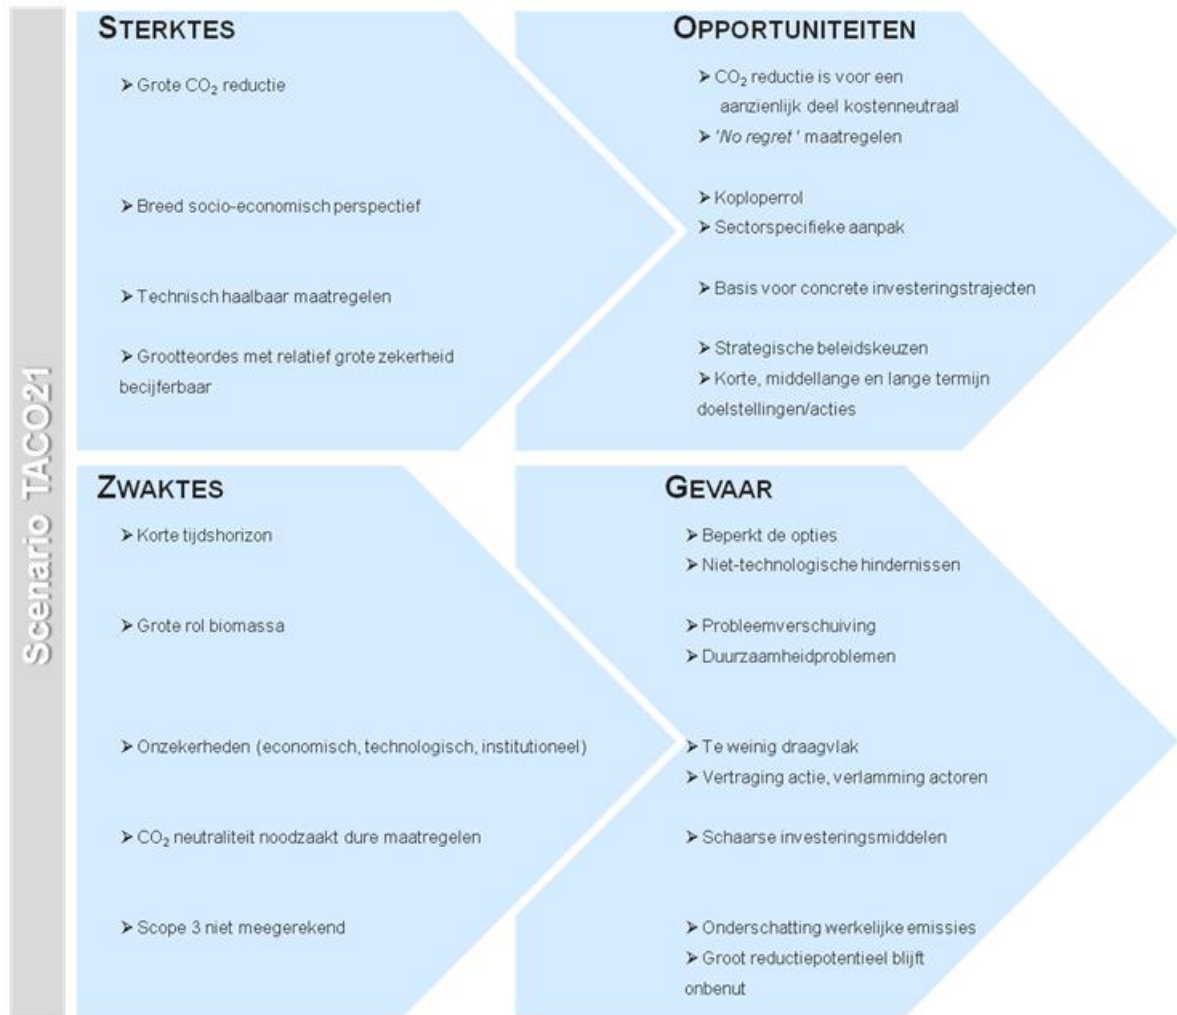 Scenario TACO21
STERKTES
➢ Grote CO₂ reductie
➢ Breed socio-economisch perspectief
➢ Technisch haalbaar maatregelen
➢ Grootteordes met relatief grote zekerheid
becijferbaar
OPPORTUNITEITEN
➢ CO₂ reductie is voor een
aanzienlijk deel kostenneutraal
➢ 'No regret ' maatregelen
➢ Koploperrol
➢ Sectorspecifieke aanpak
➢ Basis voor concrete investeringstrajecten
➢ Strategische beleidskeuzen
➢ Korte, middellange en lange termijn
doelstellingen/acties
ZWAKTES
➢ Korte tijdshorizon
➢ Grote rol biomassa
➢ Onzekerheden (economisch, technologisch, institutioneel)
➢ CO₂ neutraliteit noodzaakt dure maatregelen
➢ Scope 3 niet meegerekend
GEVAAR
➢ Beperkt de opties
➢ Niet-technologische hindernissen
➢ Probleemverschuiving
➢ Duurzaamheidproblemen
➢ Te weinig draagvlak
➢ Vertraging actie, verlamming actoren
➢ Schaarse investeringsmiddelen
➢ Onderschatting werkelijke emissies
➢ Groot reductiepotentieel blijft
onbenut